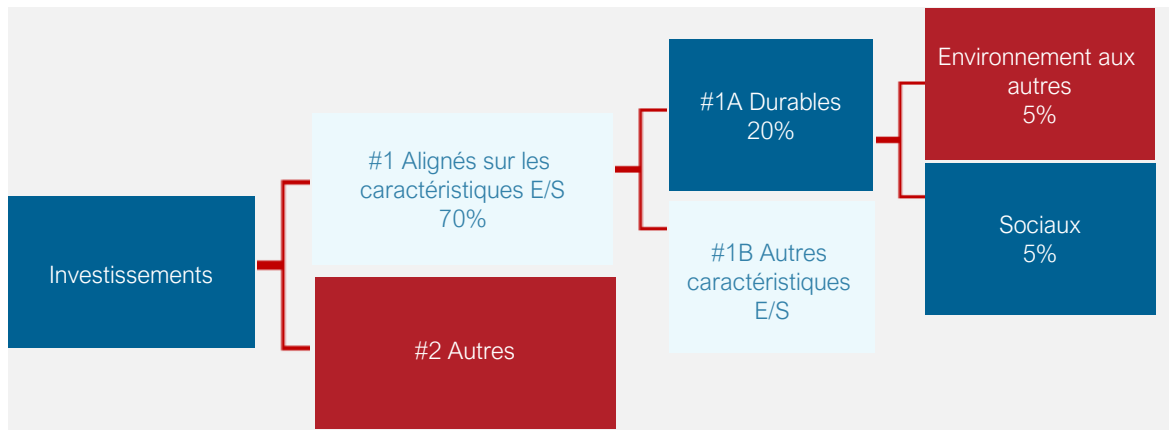 Investissements
#1 Alignés sur les
caractéristiques E/S
70%
#2 Autres
#1A Durables
20%
#1B Autres
caractéristiques
E/S
Environnement aux
autres
5%
Sociaux
5%